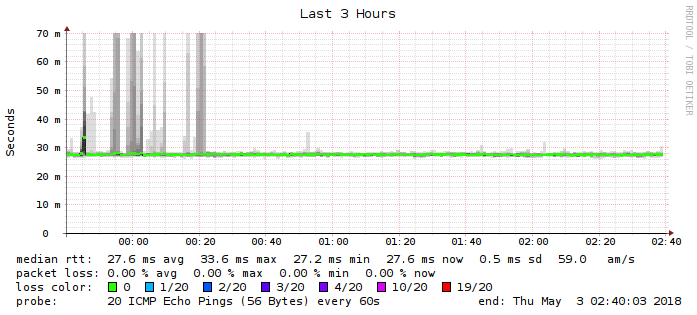 Last 3 Hours
RRDTOOL / TOBI OETIKER
Seconds
70 m
60 m
50 m
40 m
30 m
20 m
10 m
0
00:00 00:20 00:40 01:00 01:20 01:40 02:00 02:20 02:40
median rtt: 27.6 ms avg 33.6 ms max 27.2 ms min 27.6 ms now 0.5 ms sd 59.0 am/s
packet loss: 0.00 % avg 0.00 % max 0.00 % min 0.00 % now
loss color: 0 1/20 2/20 3/20 4/20 10/20 19/20
probe: 20 ICMP Echo Pings (56 Bytes) every 60s end: Thu May 3 02:40:03 2018